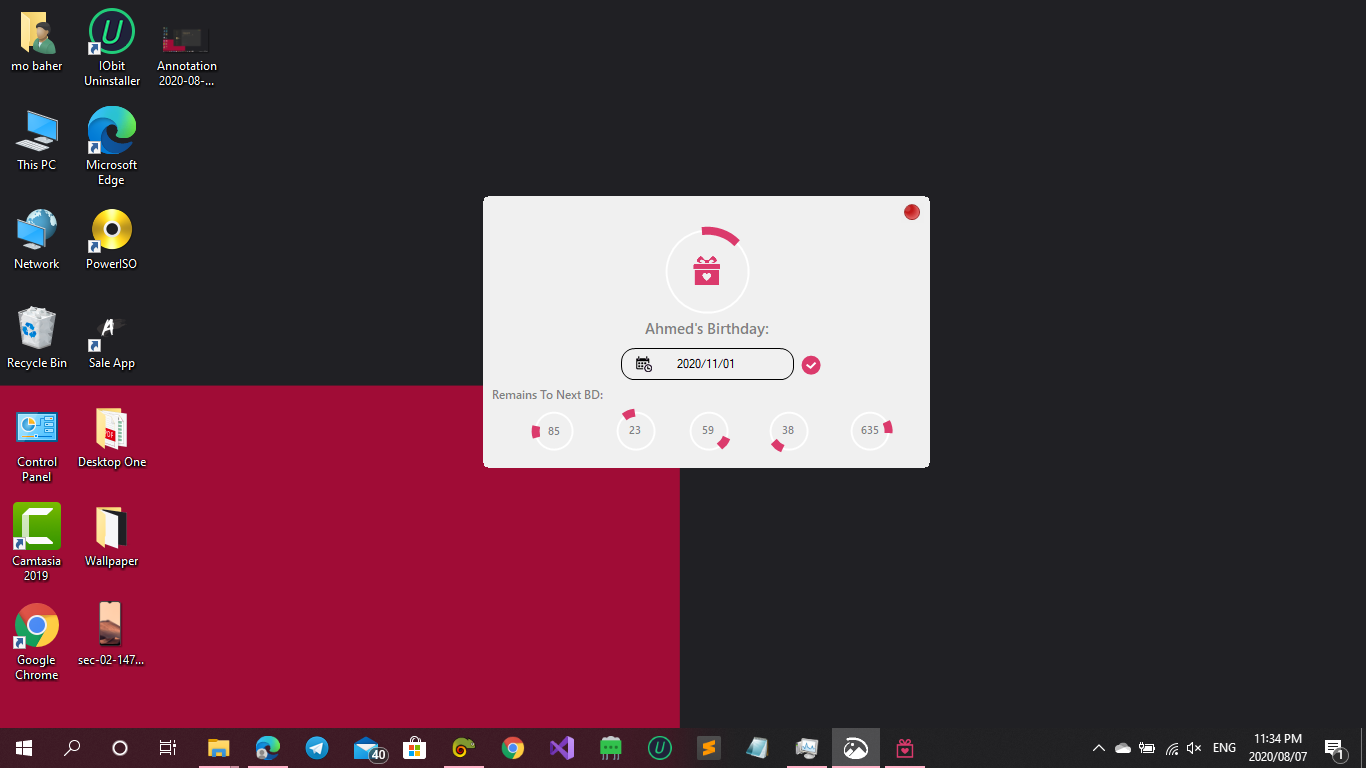 mo baher
IObit
Uninstaller
Annotation
2020-08-...
This PC
Microsoft
Edge
Network
PowerISO
Recycle Bin
Sale App
Control
Panel
Desktop One
Camtasia
2019
Wallpaper
Google
Chrome
sec-02-147...
Ahmed's Birthday:
2020/11/01
Remains To Next BD:
85 23 59 38 635
40
ENG
11:34 PM
2020/08/07
1